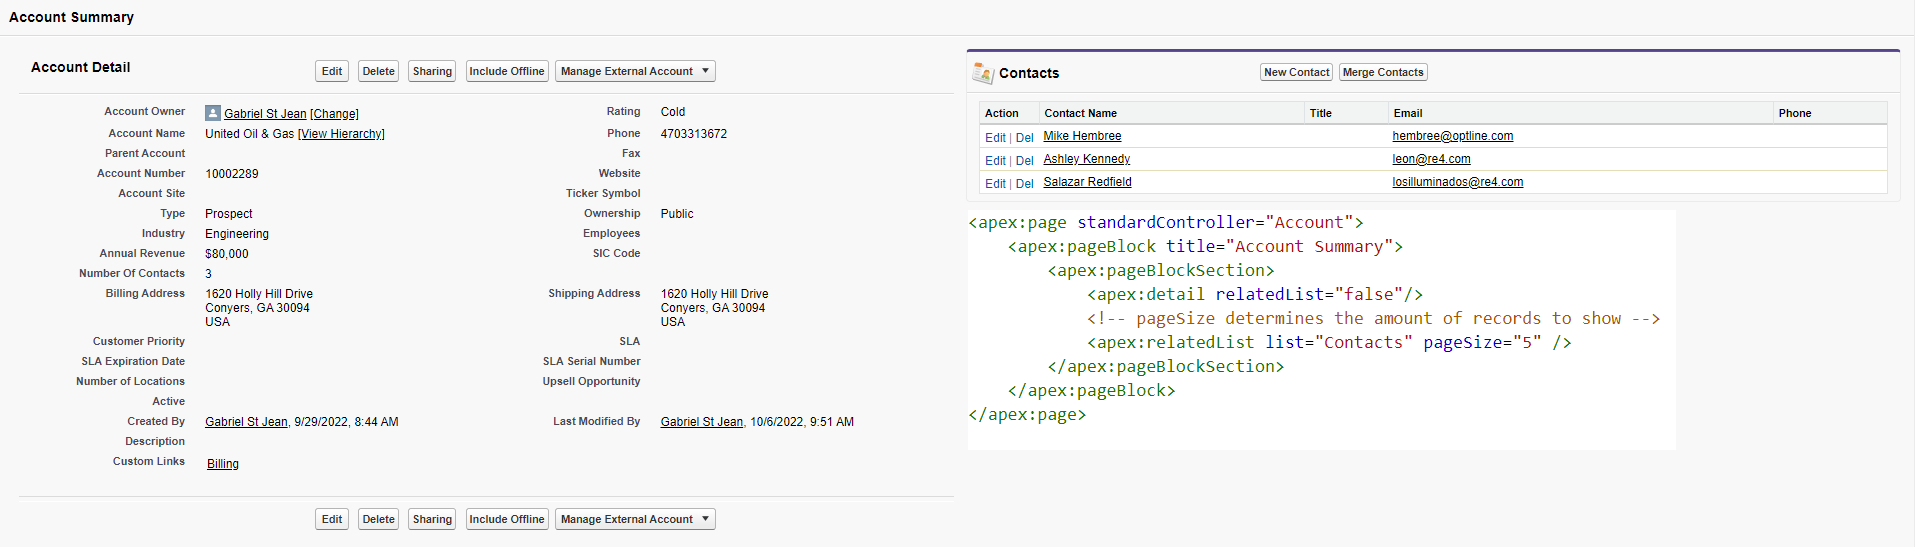 Account Summary
Account Detail
Edit Delete Sharing Include Offline Manage External Account
Account Owner Gabriel St Jean [Change] Rating Cold
Account Name United Oil & Gas [View Hierarchy] Phone 4703313672
Parent Account Fax
Account Number 10002289 Website
Account Site Ticker Symbol
Type Prospect Ownership Public
Industry Engineering Employees
Annual Revenue $80,000 SIC Code
Number Of Contacts 3
Billing Address 1620 Holly Hill Drive Shipping Address 1620 Holly Hill Drive
Conyers, GA 30094 Conyers, GA 30094
USA USA
Customer Priority SLA
SLA Expiration Date SLA Serial Number
Number of Locations Upsell Opportunity
Active
Created By Gabriel St Jean, 9/29/2022, 8:44 AM Last Modified By Gabriel St Jean, 10/6/2022, 9:51 AM
Description
Custom Links Billing
Edit Delete Sharing Include Offline Manage External Account
Contacts New Contact Merge Contacts
Action Contact Name Title Email Phone
Edit | Del Mike Hembree hembree@optline.com
Edit | Del Ashley Kennedy leon@re4.com
Edit | Del Salazar Redfield losilluminados@re4.com
<apex:page standardController="Account">
<apex:pageBlock title="Account Summary">
<apex:pageBlockSection>
<apex:detail relatedList="false"/>
<!-- pageSize determines the amount of records to show -->
<apex:relatedList list="Contacts" pageSize="5" />
</apex:pageBlockSection>
</apex:pageBlock>
</apex:page>